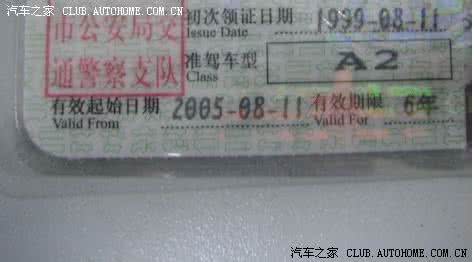 汽车之家 CLUB.AUTOHOME.COM.CN
初次领证日期 1999-08-11
Issue Date
市公安局交
通警察支队
准驾车型 A2
Class
有效起始日期 2005-08-11 有效期限 6年
Valid From Valid For
汽车之家 CLUB.AUTOHOME.COM.CN